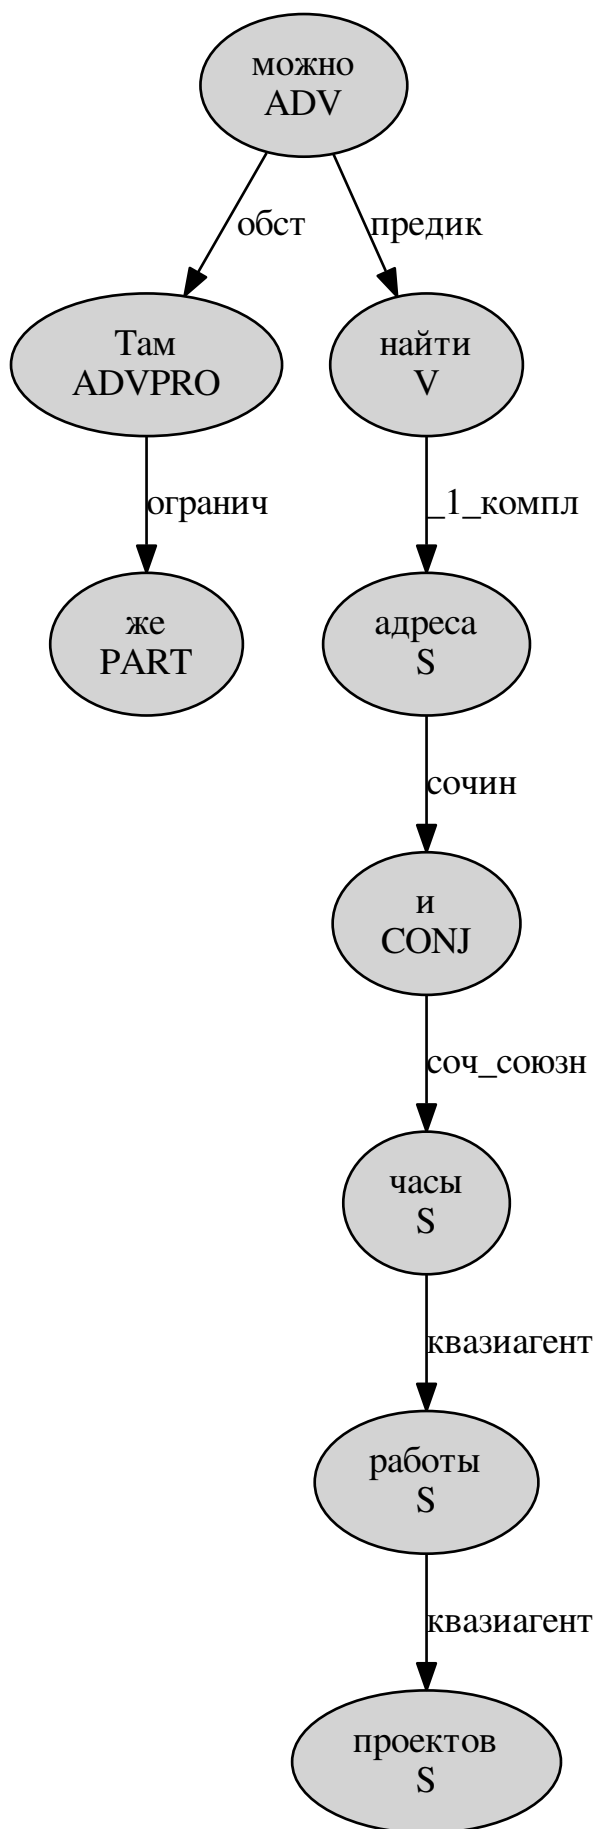 можно
ADV
обст
предик
Там
ADVPRO
найти
V
огранич
_1_компл
же
PART
адреса
S
сочин
и
CONJ
соч_союзн
часы
S
квазиагент
работы
S
квазиагент
проектов
S